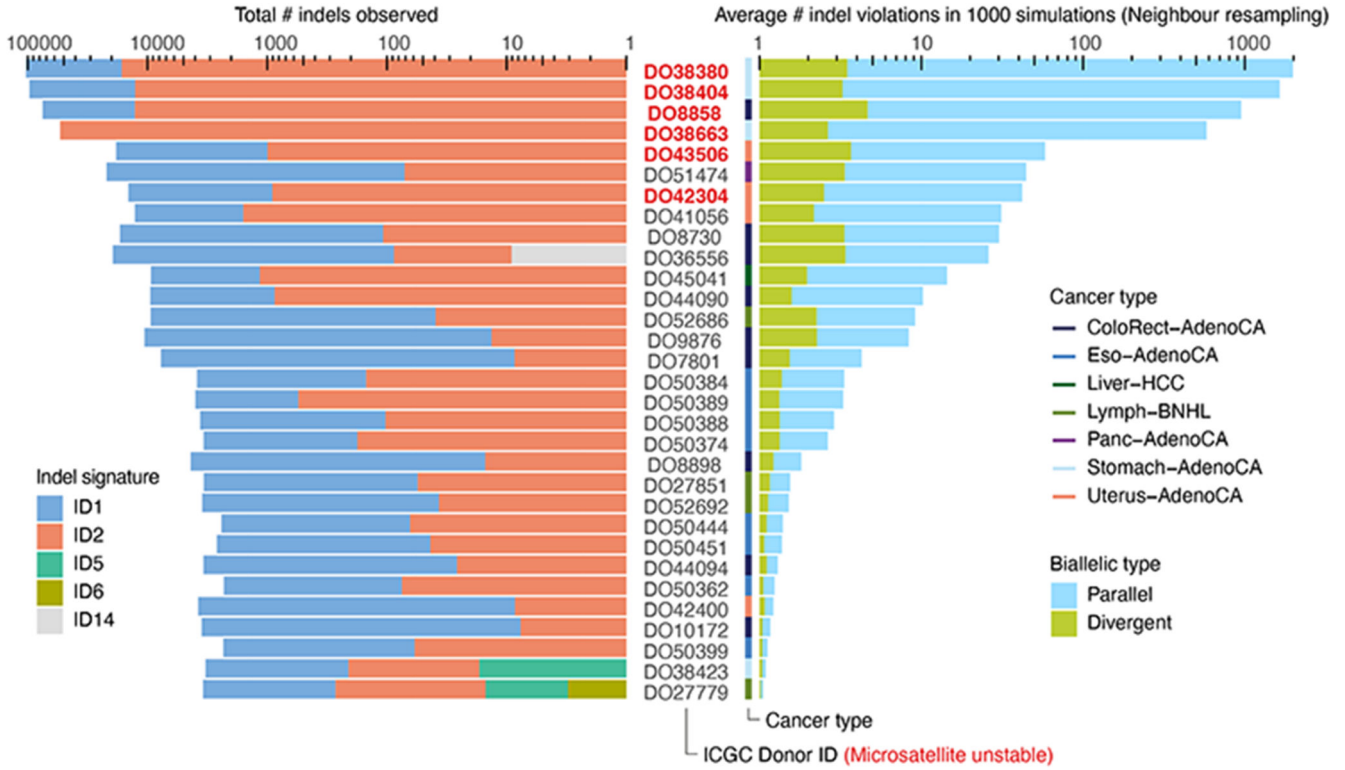 Total # indels observed
Average # indel violations in 1000 simulations (Neighbour resampling)
100000 10000 1000 100 10 1
1 10 100 1000
DO38380
DO38404
DO8858
DO38663
DO43506
DO51474
DO42304
DO41056
DO8730
DO36556
DO45041
DO44090
DO52686
DO9876
DO7801
DO50384
DO50389
DO50388
DO50374
DO8898
DO27851
DO52692
DO50444
DO50451
DO44094
DO50362
DO42400
DO10172
DO50399
DO38423
DO27779
Indel signature
ID1
ID2
ID5
ID6
ID14
Cancer type
ColoRect-AdenoCA
Eso-AdenoCA
Liver-HCC
Lymph-BNHL
Panc-AdenoCA
Stomach-AdenoCA
Uterus-AdenoCA
Biallelic type
Parallel
Divergent
Cancer type
ICGC Donor ID (Microsatellite unstable)